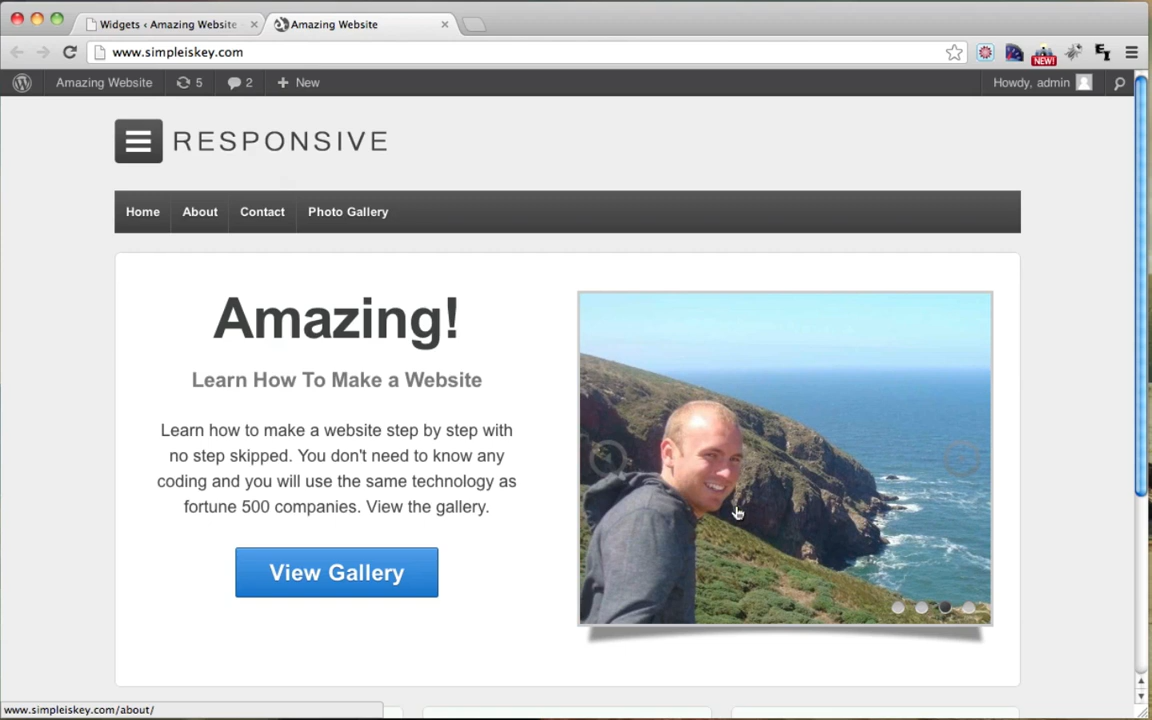 Widgets ‹ Amazing Website
Amazing Website
www.simpleiskey.com
NEW!
EI
Amazing Website
5
2
New
Howdy, admin
RESPONSIVE
Home
About
Contact
Photo Gallery
Amazing!
Learn How To Make a Website
Learn how to make a website step by step with
no step skipped. You don't need to know any
coding and you will use the same technology as
fortune 500 companies. View the gallery.
View Gallery
www.simpleiskey.com/about/